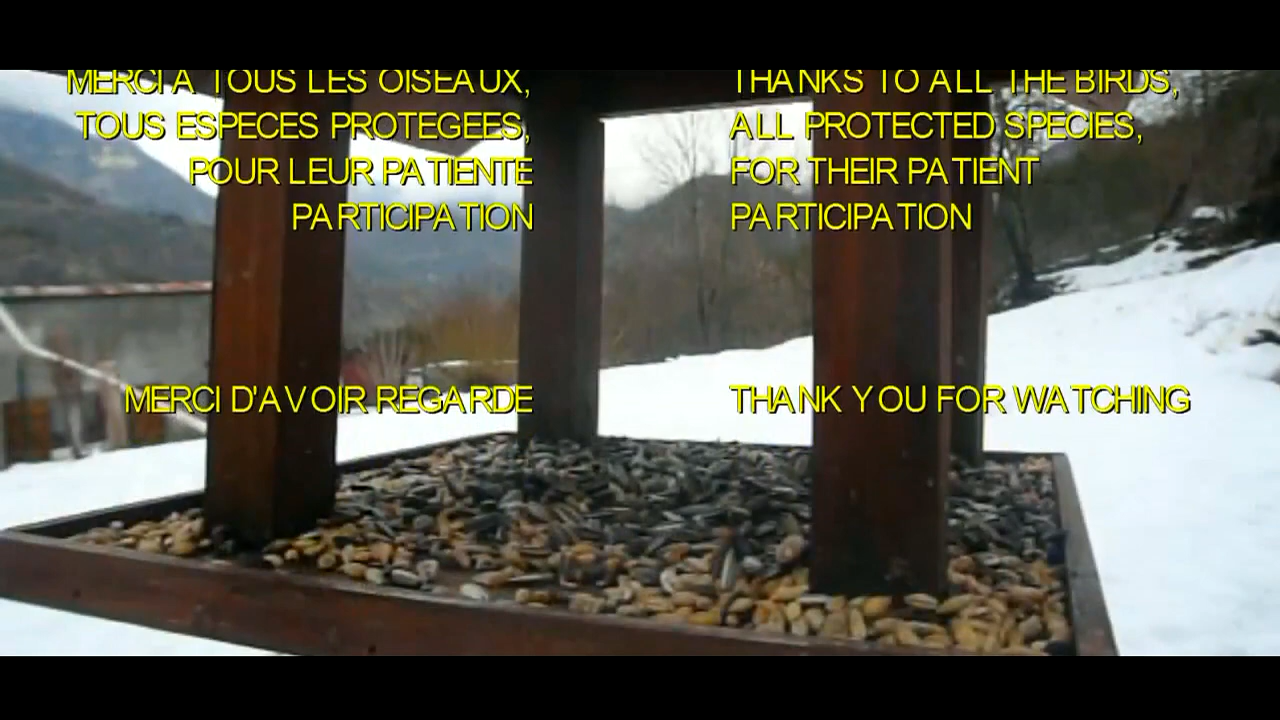 MERCI A TOUS LES OISEAUX,
TOUS ESPECES PROTEGEES,
POUR LEUR PATIENTE
PARTICIPATION
MERCI D'AVOIR REGARDE
THANKS TO ALL THE BIRDS,
ALL PROTECTED SPECIES,
FOR THEIR PATIENT
PARTICIPATION
THANK YOU FOR WATCHING